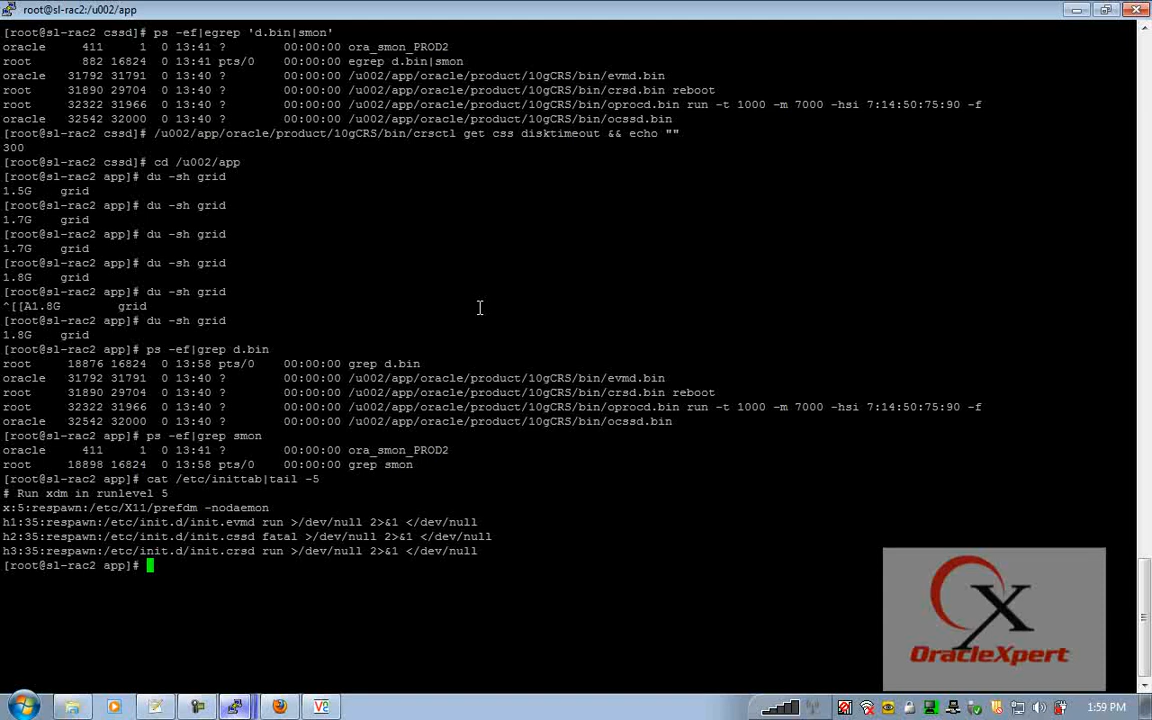 root@sl-rac2:/u002/app
[root@sl-rac2 cssd]# ps -ef|egrep 'd.bin|smon'
oracle     411     1  0 13:41 ?        00:00:00 ora_smon_PROD2
root       882 16824  0 13:41 pts/0    00:00:00 egrep d.bin|smon
oracle   31792 31791  0 13:40 ?        00:00:00 /u002/app/oracle/product/10gCRS/bin/evmd.bin
root     31890 29704  0 13:40 ?        00:00:00 /u002/app/oracle/product/10gCRS/bin/crsd.bin reboot
root     32322 31966  0 13:40 ?        00:00:00 /u002/app/oracle/product/10gCRS/bin/oprocd.bin run -t 1000 -m 7000 -hsi 7:14:50:75:90 -f
oracle   32542 32000  0 13:40 ?        00:00:00 /u002/app/oracle/product/10gCRS/bin/ocssd.bin
[root@sl-rac2 cssd]# /u002/app/oracle/product/10gCRS/bin/crsctl get css disktimeout && echo ""
300
[root@sl-rac2 cssd]# cd /u002/app
[root@sl-rac2 app]# du -sh grid
1.5G    grid
[root@sl-rac2 app]# du -sh grid
1.7G    grid
[root@sl-rac2 app]# du -sh grid
1.7G    grid
[root@sl-rac2 app]# du -sh grid
1.8G    grid
[root@sl-rac2 app]# du -sh grid
^[[A1.8G        grid
[root@sl-rac2 app]# du -sh grid
1.8G    grid
[root@sl-rac2 app]# ps -ef|grep d.bin
root     18876 16824  0 13:58 pts/0    00:00:00 grep d.bin
oracle   31792 31791  0 13:40 ?        00:00:00 /u002/app/oracle/product/10gCRS/bin/evmd.bin
root     31890 29704  0 13:40 ?        00:00:00 /u002/app/oracle/product/10gCRS/bin/crsd.bin reboot
root     32322 31966  0 13:40 ?        00:00:00 /u002/app/oracle/product/10gCRS/bin/oprocd.bin run -t 1000 -m 7000 -hsi 7:14:50:75:90 -f
oracle   32542 32000  0 13:40 ?        00:00:00 /u002/app/oracle/product/10gCRS/bin/ocssd.bin
[root@sl-rac2 app]# ps -ef|grep smon
oracle     411     1  0 13:41 ?        00:00:00 ora_smon_PROD2
root     18898 16824  0 13:58 pts/0    00:00:00 grep smon
[root@sl-rac2 app]# cat /etc/inittab|tail -5
# Run xdm in runlevel 5
x:5:respawn:/etc/X11/prefdm -nodaemon
h1:35:respawn:/etc/init.d/init.evmd run >/dev/null 2>&1 </dev/null
h2:35:respawn:/etc/init.d/init.cssd fatal >/dev/null 2>&1 </dev/null
h3:35:respawn:/etc/init.d/init.crsd run >/dev/null 2>&1 </dev/null
[root@sl-rac2 app]#
X
OracleXpert
1:59 PM